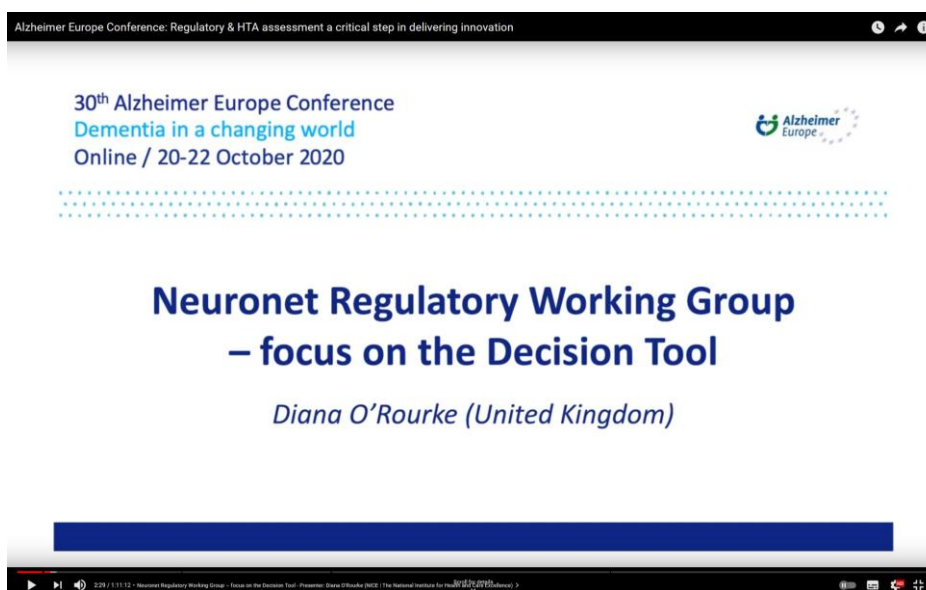 Alzheimer Europe Conference: Regulatory & HTA assessment a critical step in delivering innovation
30th Alzheimer Europe Conference
Dementia in a changing world
Online / 20-22 October 2020
Alzheimer
Europe
Neuronet Regulatory Working Group
– focus on the Decision Tool
Diana O’Rourke (United Kingdom)
2:29 / 1:11:12 • Neuronet Regulatory Working Group – focus on the Decision Tool - Presenter: Diana O'Rourke (NICE : The National Institute for Health and Care Excellence)
Scroll for details